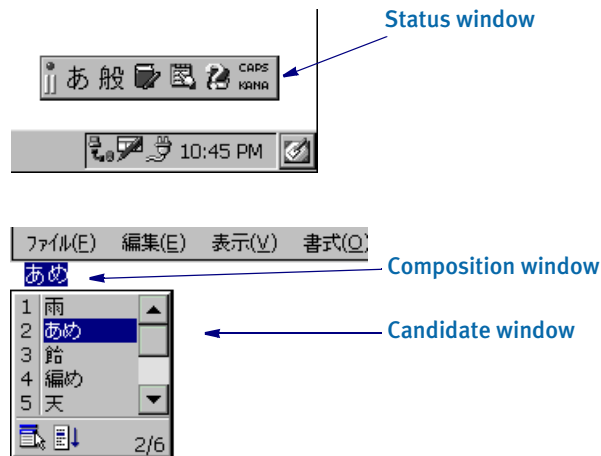 Status window
あ 般 CAPS
KANA
10:45 PM
ファイル(F) 編集(E) 表示(V) 書式(O)
あめ
Composition window
Candidate window
1 雨
2 あめ
3 飴
4 編め
5 天
2/6